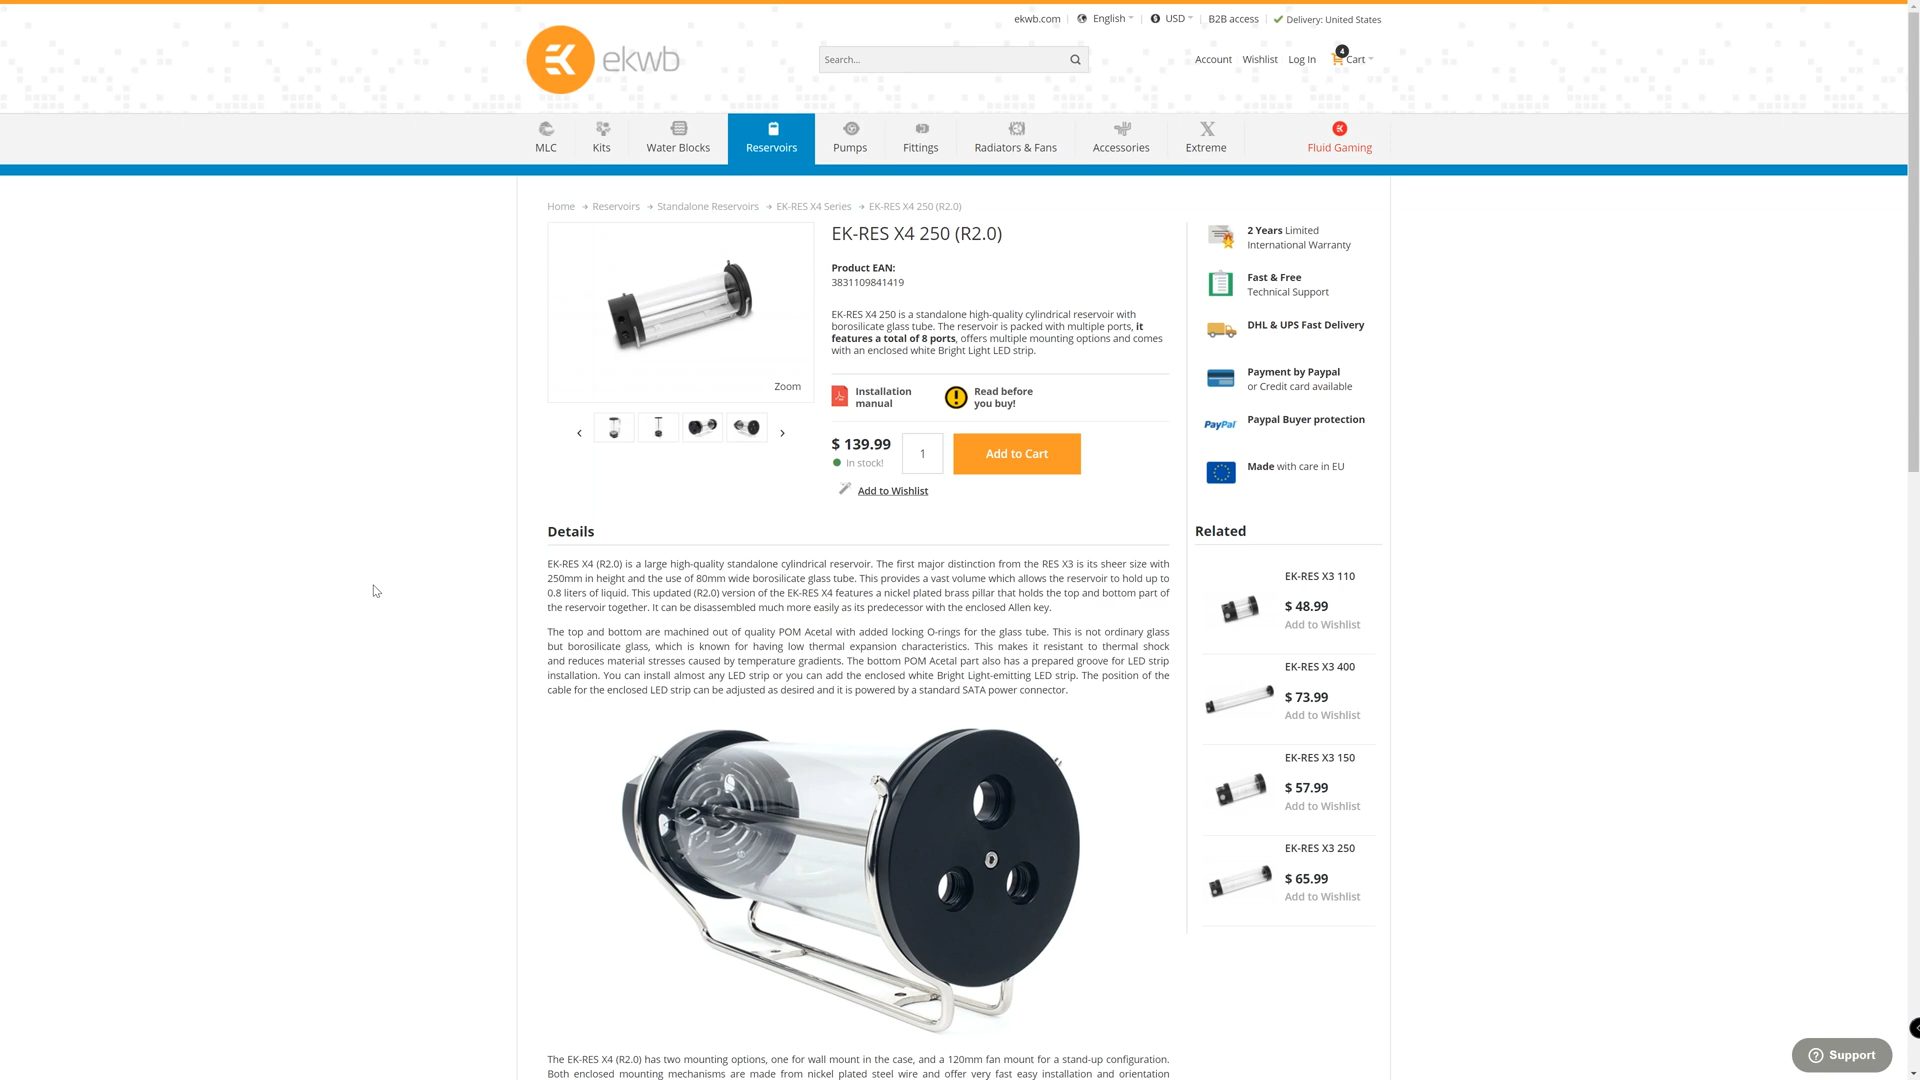 ekwb.com
English
USD
B2B access
Delivery: United States
ekwb
Search...
Account
Wishlist
Log In
4
Cart
MLC
Kits
Water Blocks
Reservoirs
Pumps
Fittings
Radiators & Fans
Accessories
Extreme
Fluid Gaming
Home
Reservoirs
Standalone Reservoirs
EK-RES X4 Series
EK-RES X4 250 (R2.0)
Zoom
EK-RES X4 250 (R2.0)
Product EAN:
3831109841419
EK-RES X4 250 is a standalone high-quality cylindrical reservoir with
borosilicate glass tube. The reservoir is packed with multiple ports, it
features a total of 8 ports, offers multiple mounting options and comes
with an enclosed white Bright Light LED strip.
Installation
manual
Read before
you buy!
$ 139.99
In stock!
1
Add to Cart
Add to Wishlist
2 Years Limited
International Warranty
Fast & Free
Technical Support
DHL & UPS Fast Delivery
Payment by Paypal
or Credit card available
PayPal
Paypal Buyer protection
Made with care in EU
Details
EK-RES X4 (R2.0) is a large high-quality standalone cylindrical reservoir. The first major distinction from the RES X3 is its sheer size with
250mm in height and the use of 80mm wide borosilicate glass tube. This provides a vast volume which allows the reservoir to hold up to
0.8 liters of liquid. This updated (R2.0) version of the EK-RES X4 features a nickel plated brass pillar that holds the top and bottom part of
the reservoir together. It can be disassembled much more easily as its predecessor with the enclosed Allen key.
The top and bottom are machined out of quality POM Acetal with added locking O-rings for the glass tube. This is not ordinary glass
but borosilicate glass, which is known for having low thermal expansion characteristics. This makes it resistant to thermal shock
and reduces material stresses caused by temperature gradients. The bottom POM Acetal part also has a prepared groove for LED strip
installation. You can install almost any LED strip or you can add the enclosed white Bright Light-emitting LED strip. The position of the
cable for the enclosed LED strip can be adjusted as desired and it is powered by a standard SATA power connector.
The EK-RES X4 (R2.0) has two mounting options, one for wall mount in the case, and a 120mm fan mount for a stand-up configuration.
Both enclosed mounting mechanisms are made from nickel plated steel wire and offer very fast easy installation and orientation
Related
EK-RES X3 110
$ 48.99
Add to Wishlist
EK-RES X3 400
$ 73.99
Add to Wishlist
EK-RES X3 150
$ 57.99
Add to Wishlist
EK-RES X3 250
$ 65.99
Add to Wishlist
Support